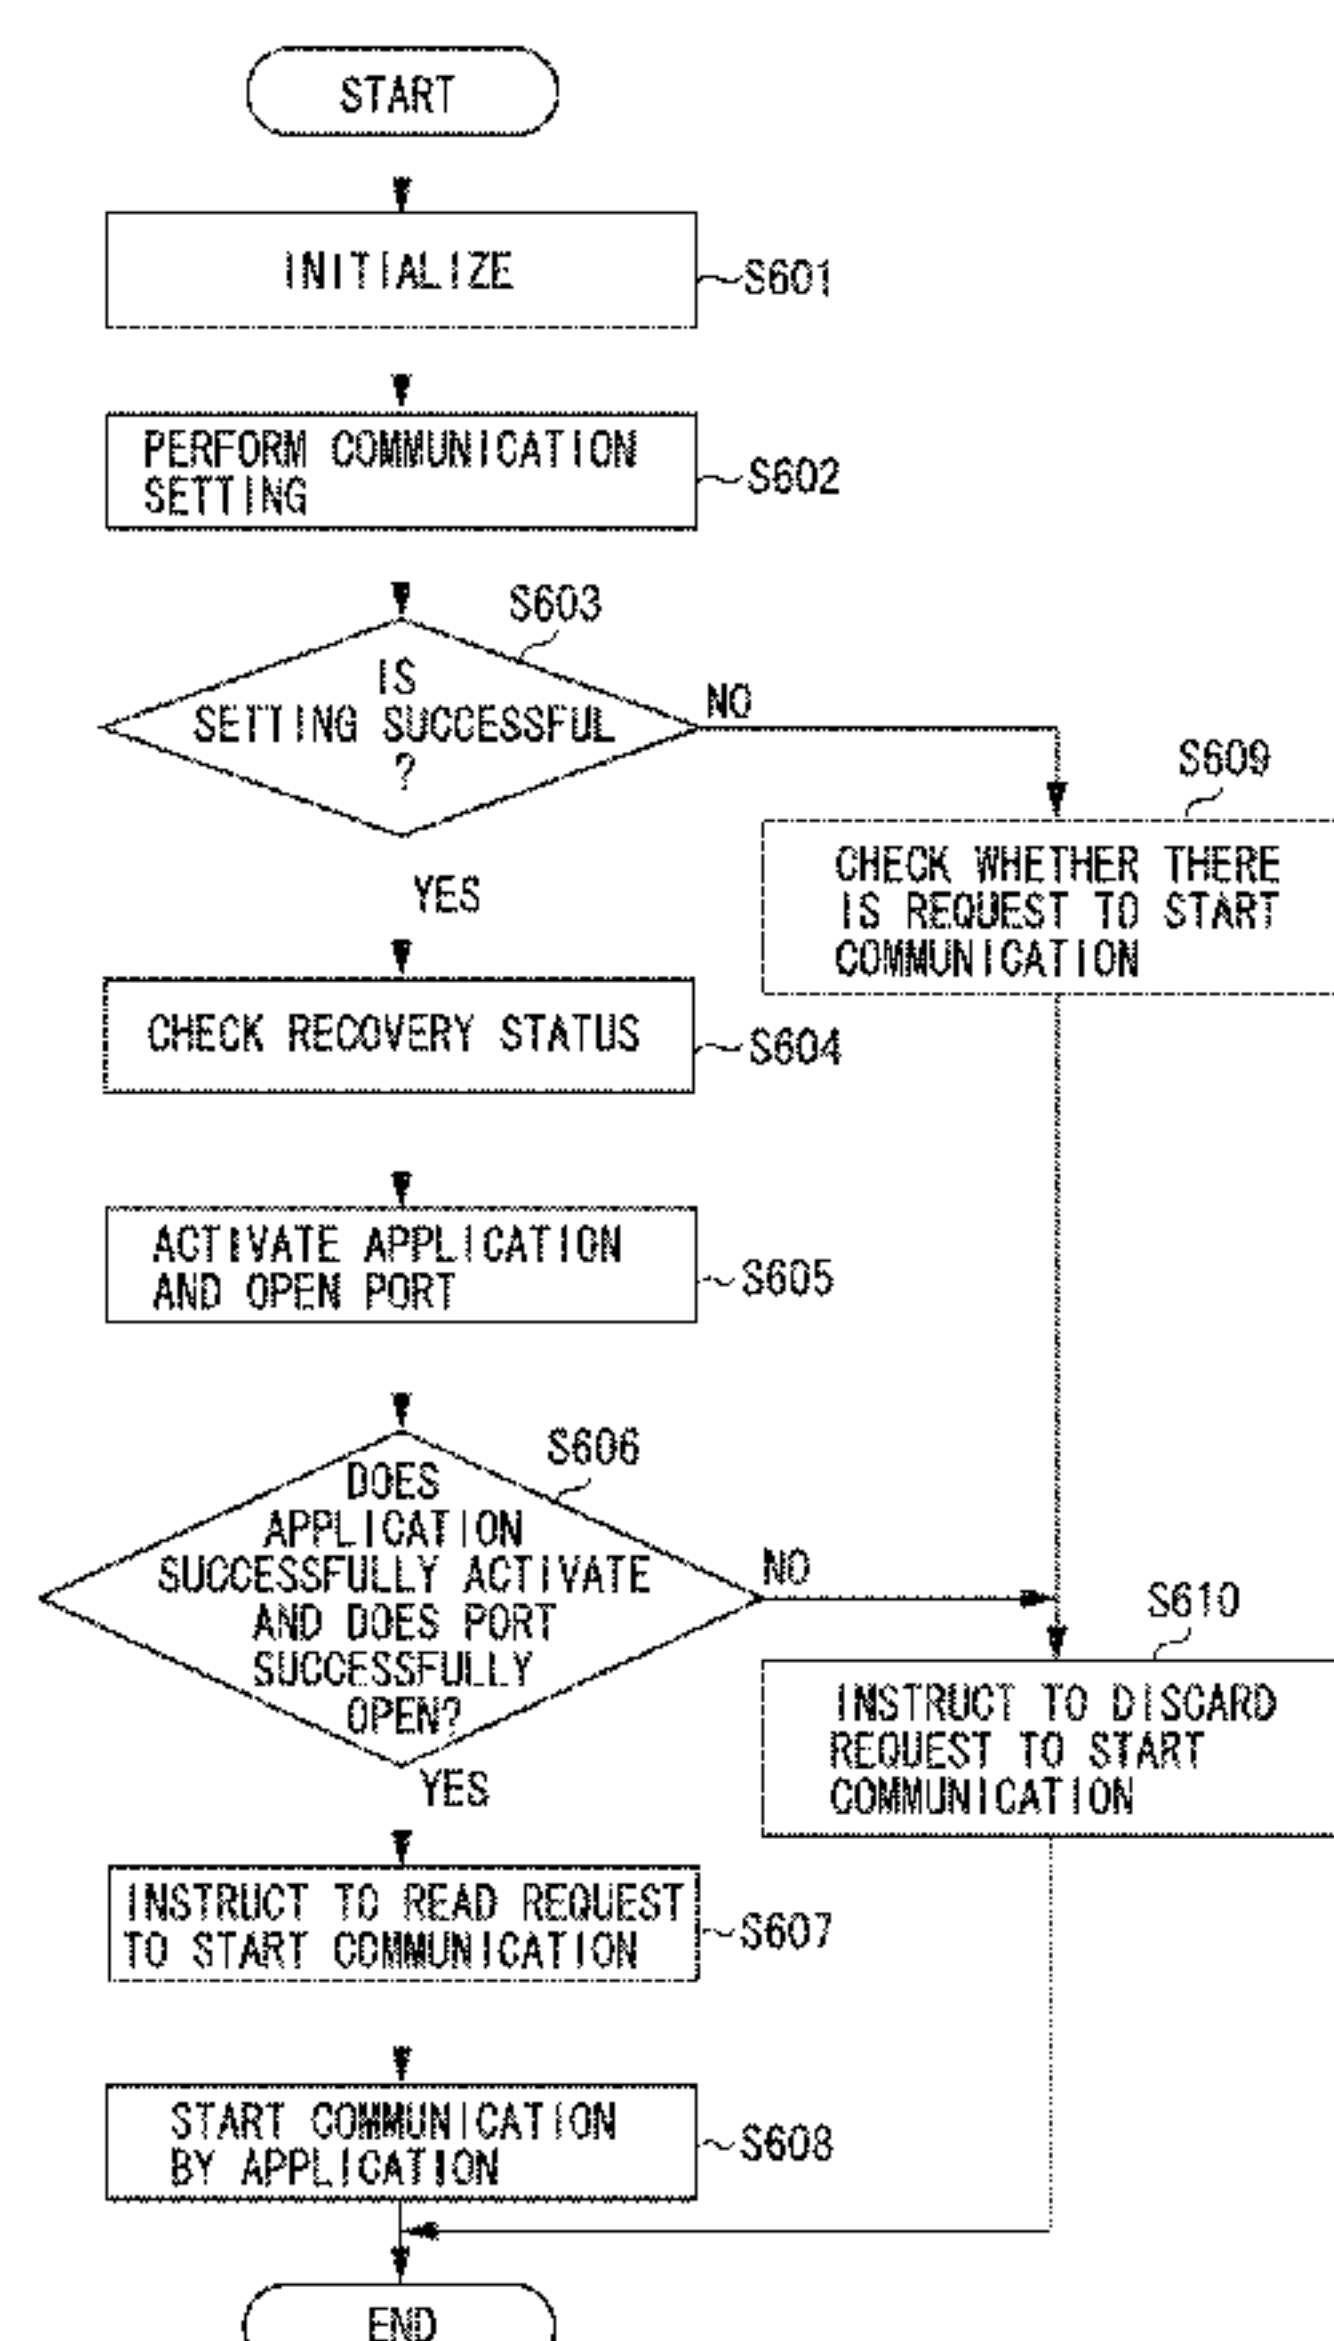 START
INITIALIZE
S601
PERFORM COMMUNICATION
SETTING
S602
S603
IS
SETTING SUCCESSFUL
?
NO
YES
S609
CHECK WHETHER THERE
IS REQUEST TO START
COMMUNICATION
CHECK RECOVERY STATUS
S604
ACTIVATE APPLICATION
AND OPEN PORT
S605
S606
DOES
APPLICATION
SUCCESSFULLY ACTIVATE
AND DOES PORT
SUCCESSFULLY
OPEN?
NO
YES
S610
INSTRUCT TO DISCARD
REQUEST TO START
COMMUNICATION
INSTRUCT TO READ REQUEST
TO START COMMUNICATION
S607
START COMMUNICATION
BY APPLICATION
S608
END